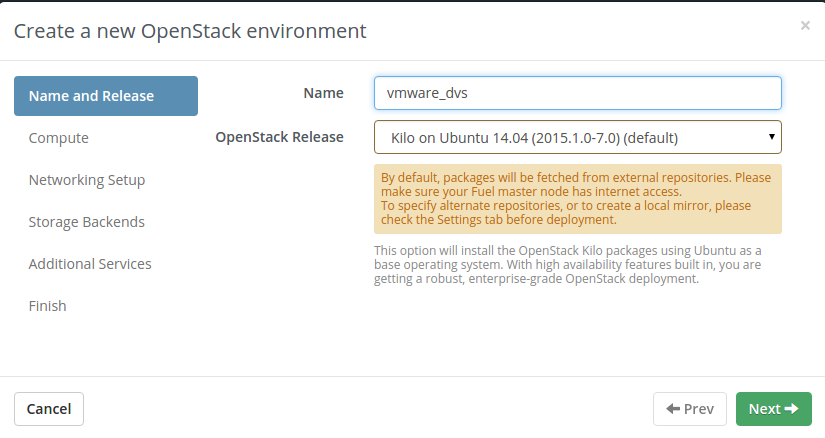 Create a new OpenStack environment
×
Name and Release
Compute
Networking Setup
Storage Backends
Additional Services
Finish
Name
vmware_dvs
OpenStack Release
Kilo on Ubuntu 14.04 (2015.1.0-7.0) (default)
By default, packages will be fetched from external repositories. Please
make sure your Fuel master node has internet access.
To specify alternate repositories, or to create a local mirror, please
check the Settings tab before deployment.
This option will install the OpenStack Kilo packages using Ubuntu as a
base operating system. With high availability features built in, you are
getting a robust, enterprise-grade OpenStack deployment.
Cancel
Prev
Next